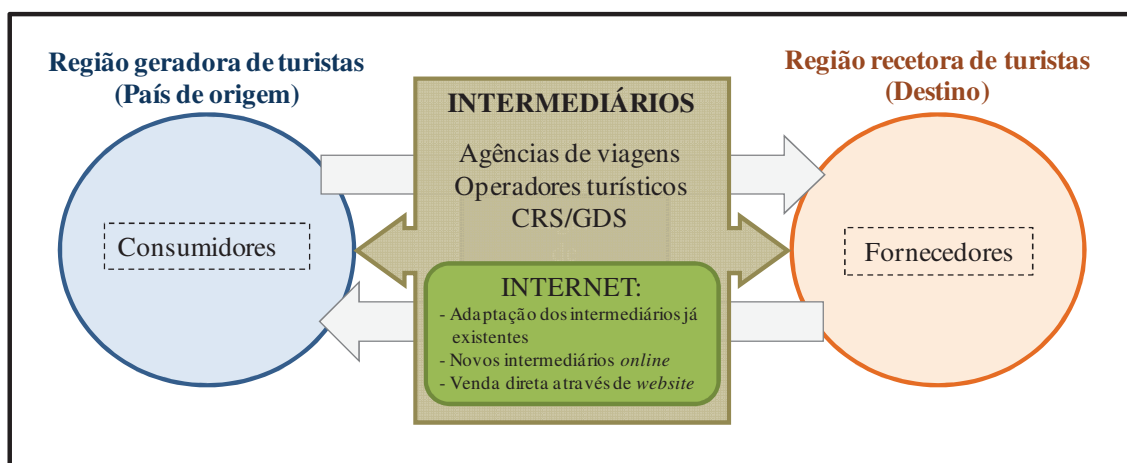 Região geradora de turistas
(País de origem)
INTERMEDIÁRIOS
Agências de viagens
Operadores turísticos
CRS/GDS
de
INTERNET:
- Adaptação dos intermediários já
existentes
- Novos intermediários online
- Venda direta através de website
Consumidores
Região recetora de turistas
(Destino)
Fornecedores